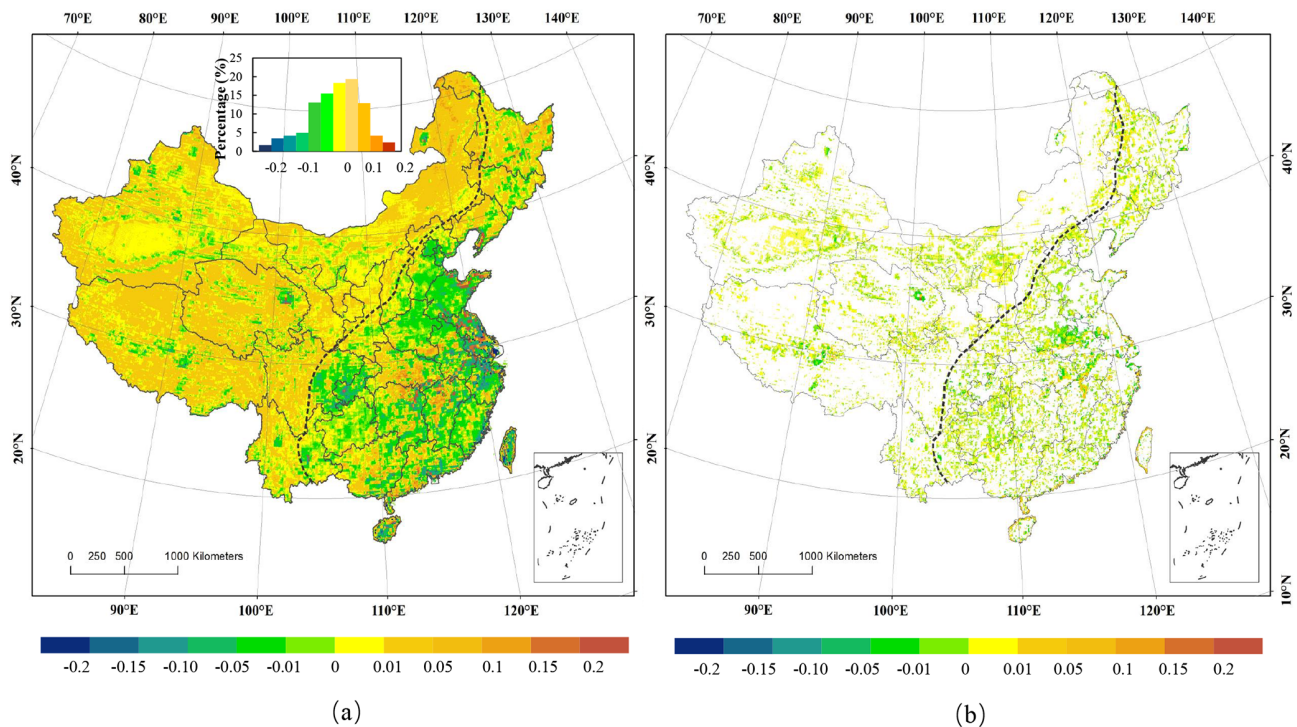 (a) 70°E 80°E 90°E 100°E 110°E 120°E 130°E 140°E
(b) 70°E 80°E 90°E 100°E 110°E 120°E 130°E 140°E
Percentage (%)
25
20
15
10
5
0
-0.2 -0.1 0 0.1 0.2
40°N
30°N
20°N
40°N
30°N
20°N
10°N
0 250 500 1000 Kilometers
0 250 500 1000 Kilometers
90°E 100°E 110°E 120°E
90°E 100°E 110°E 120°E
-0.2 -0.15 -0.10 -0.05 -0.01 0 0.01 0.05 0.1 0.15 0.2
-0.2 -0.15 -0.10 -0.05 -0.01 0 0.01 0.05 0.1 0.15 0.2
(a)
(b)